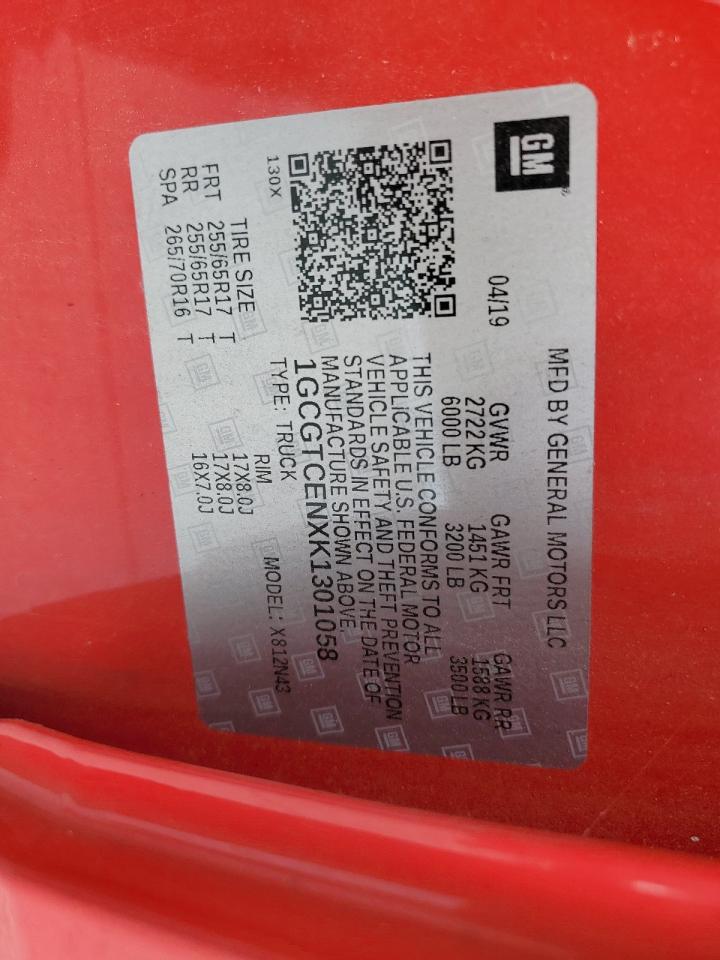 GM
MFD BY GENERAL MOTORS LLC
04/19
GVWR GAWR FRT GAWR RR
2722 KG 1451 KG 1588 KG
6000 LB 3200 LB 3500 LB
THIS VEHICLE CONFORMS TO ALL
APPLICABLE U.S. FEDERAL MOTOR
VEHICLE SAFETY AND THEFT PREVENTION
STANDARDS IN EFFECT ON THE DATE OF
MANUFACTURE SHOWN ABOVE.
1GCGTCENXK1301058
130X
TYPE: TRUCK MODEL: X812N43
TIRE SIZE RIM
FRT 255/65R17 T 17X8.0J
RR 255/65R17 T 17X8.0J
SPA 265/70R16 T 16X7.0J